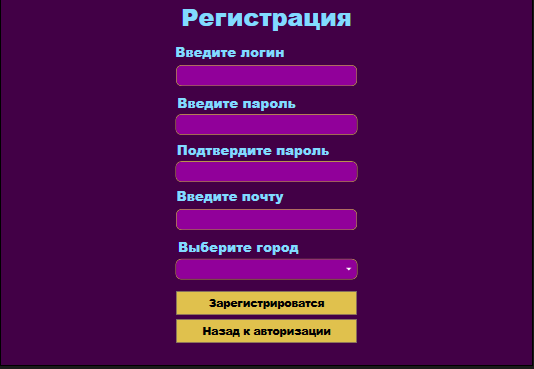 Регистрация
Введите логин
Введите пароль
Подтвердите пароль
Введите почту
Выберите город
Зарегистрироватся
Назад к авторизации